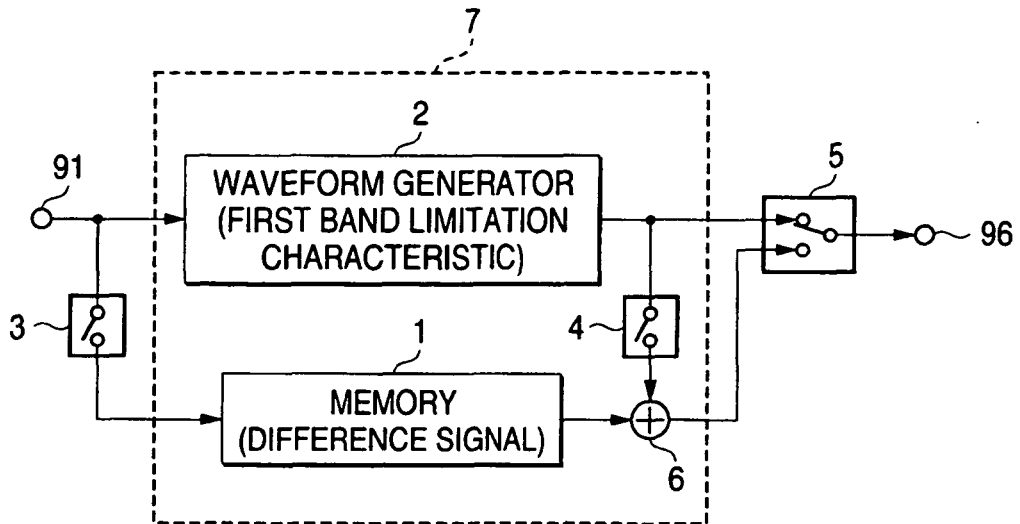 7
2
91
WAVEFORM GENERATOR
(FIRST BAND LIMITATION
CHARACTERISTIC)
5
96
3
4
1
MEMORY
(DIFFERENCE SIGNAL)
6